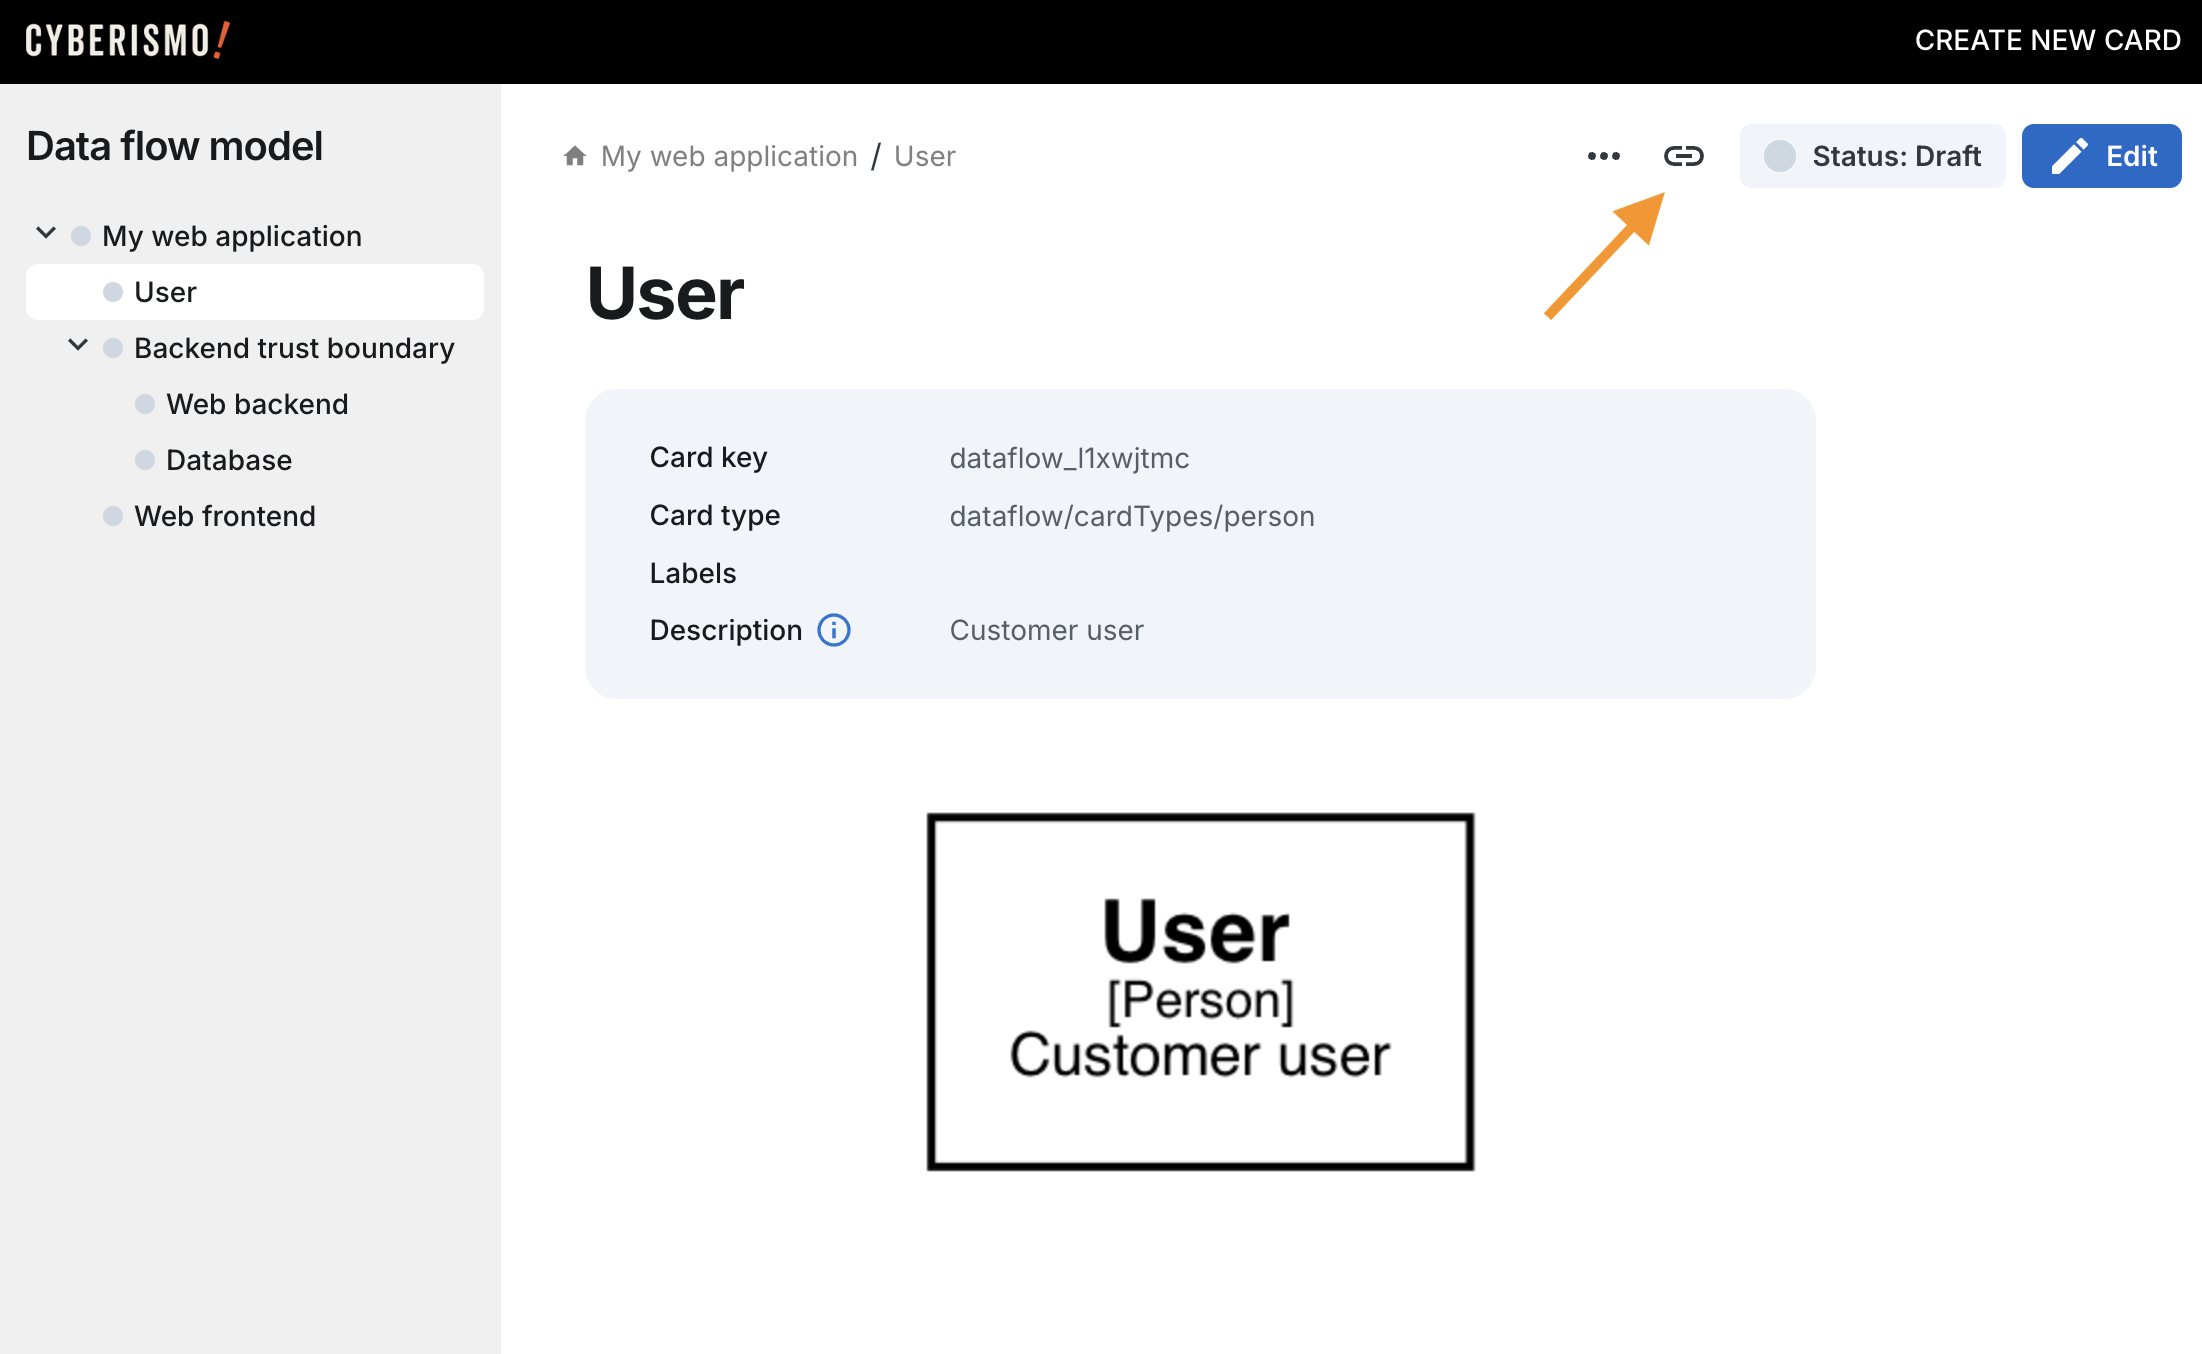 CYBERISMO!
CREATE NEW CARD
Data flow model
My web application
User
Backend trust boundary
Web backend
Database
Web frontend
My web application / User
Status: Draft
Edit
User
Card key dataflow_l1xwjtmc
Card type dataflow/cardTypes/person
Labels
Description Customer user
User
[Person]
Customer user